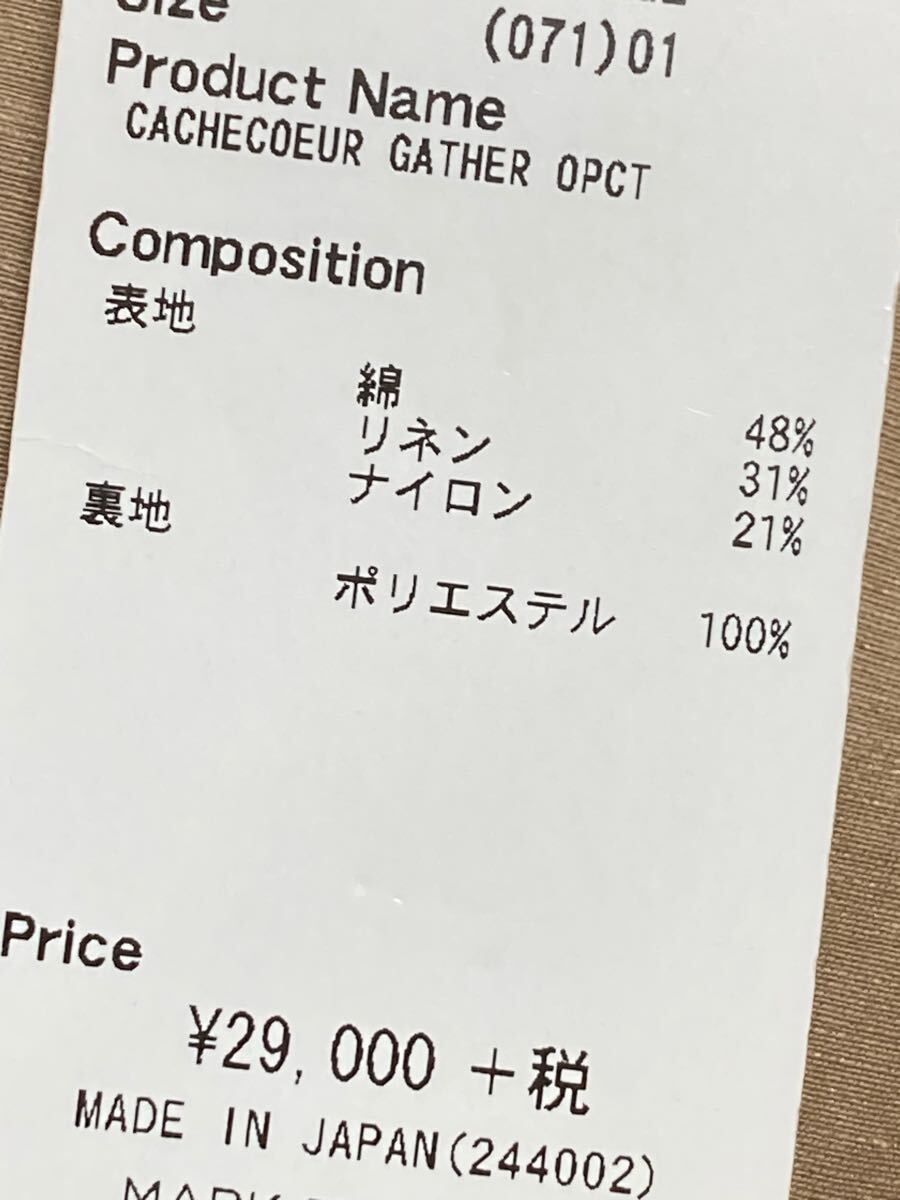 Size
(071)01
Product Name
CACHECOEUR GATHER OPCT
Composition
表地
綿 48%
リネン 31%
ナイロン 21%
裏地
ポリエステル 100%
Price
¥29,000 +税
MADE IN JAPAN(244002)